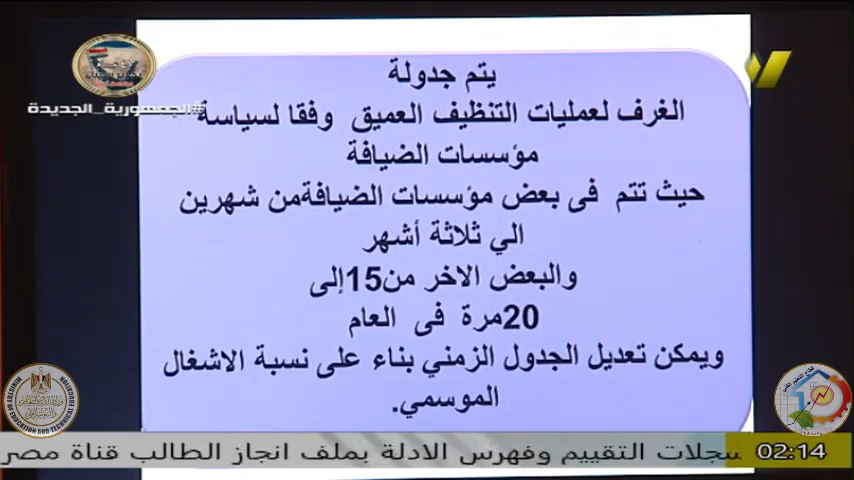 #الجمهورية_الجديدة
يتم جدولة
الغرف لعمليات التنظيف العميق وفقا لسياسة
مؤسسات الضيافة
حيث تتم فى بعض مؤسسات الضيافةمن شهرين
الي ثلاثة أشهر
والبعض الاخر من15إلى
20مرة فى العام
ويمكن تعديل الجدول الزمني بناء على نسبة الاشغال
الموسمي.
سجلات التقييم وفهرس الادلة بملف انجاز الطالب قناة مصر
02:14